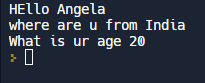 HEllo Angela
where are u from India
What is ur age 20
>